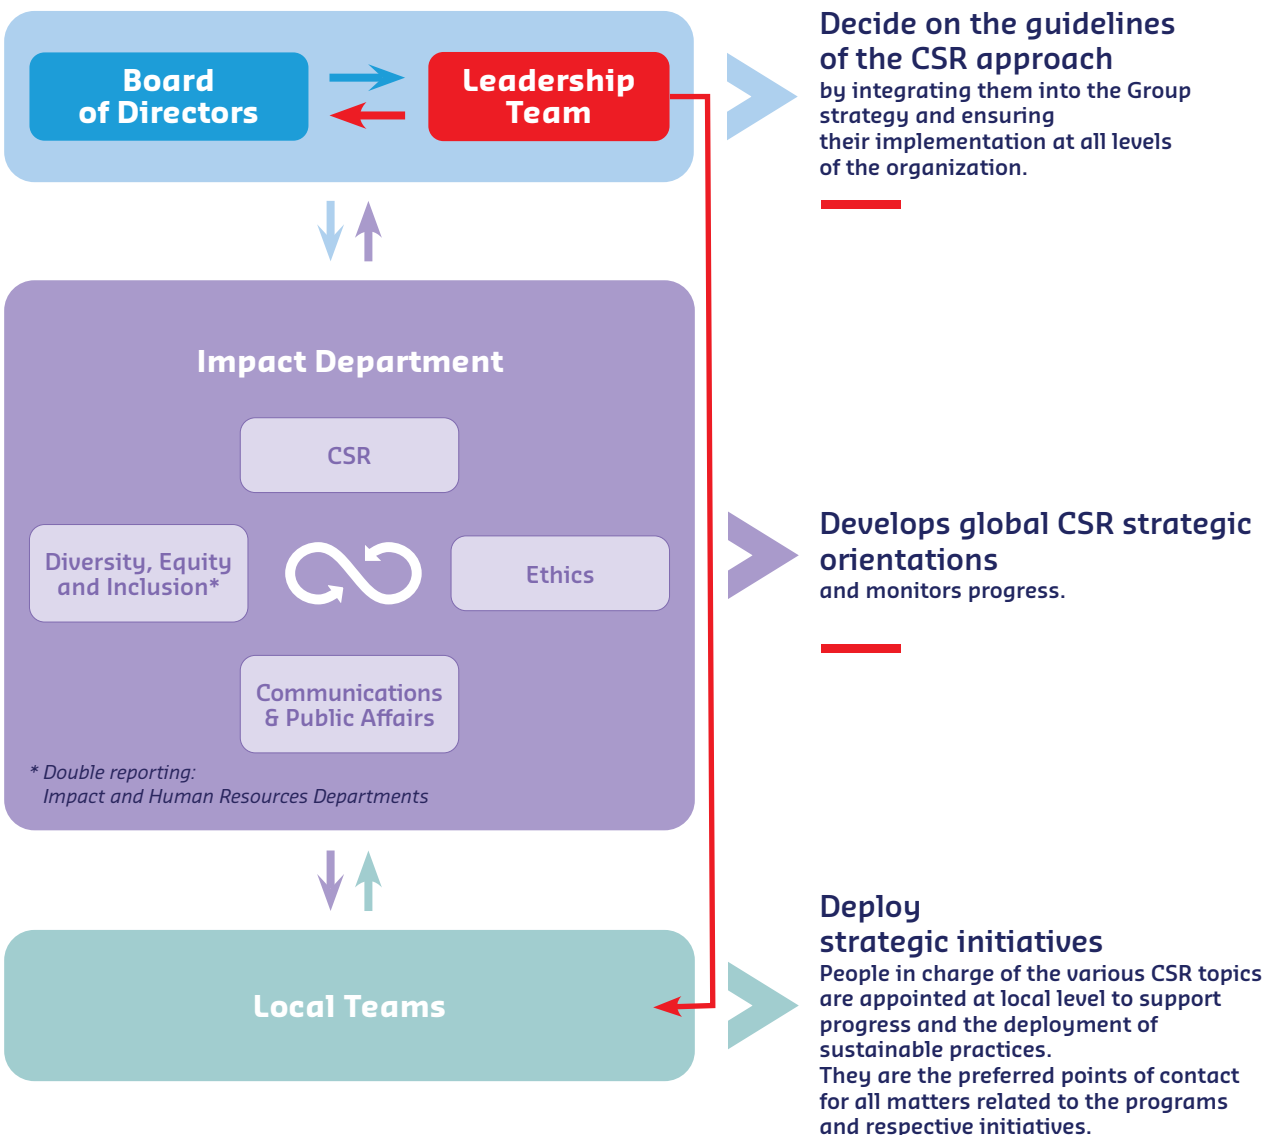 Board
of Directors
Leadership
Team
Decide on the guidelines
of the CSR approach
by integrating them into the Group
strategy and ensuring
their implementation at all levels
of the organization.
Impact Department
CSR
Diversity, Equity
and Inclusion*
Ethics
Communications
& Public Affairs
* Double reporting:
Impact and Human Resources Departments
Develops global CSR strategic
orientations
and monitors progress.
Local Teams
Deploy
strategic initiatives
People in charge of the various CSR topics
are appointed at local level to support
progress and the deployment of
sustainable practices.
They are the preferred points of contact
for all matters related to the programs
and respective initiatives.